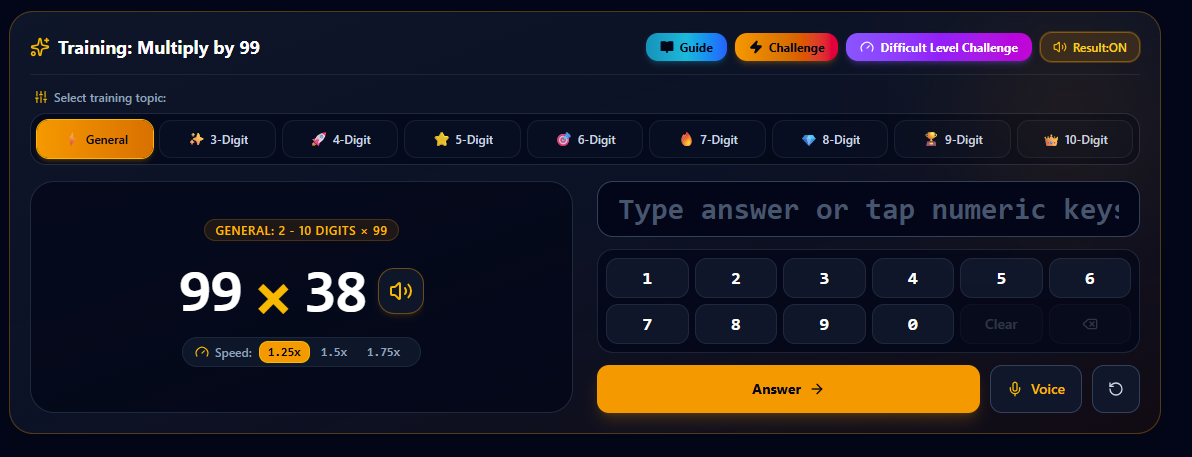 Training: Multiply by 99
Guide
Challenge
Difficult Level Challenge
Result:ON
Select training topic:
General
3-Digit
4-Digit
5-Digit
6-Digit
7-Digit
8-Digit
9-Digit
10-Digit
GENERAL: 2 - 10 DIGITS × 99
99 × 38
Speed: 1.25x 1.5x 1.75x
Type answer or tap numeric keys
1 2 3 4 5 6
7 8 9 0 Clear
Answer →
Voice